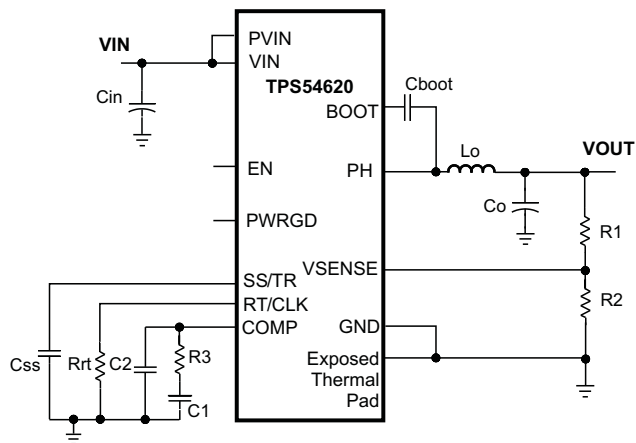 VIN
PVIN
VIN
TPS54620
Cboot
Cin
BOOT
Lo
VOUT
EN
PH
Co
R1
PWRGD
VSENSE
SS/TR
RT/CLK
R2
COMP
GND
Css
Rrt
C2
R3
C1
Exposed
Thermal
Pad